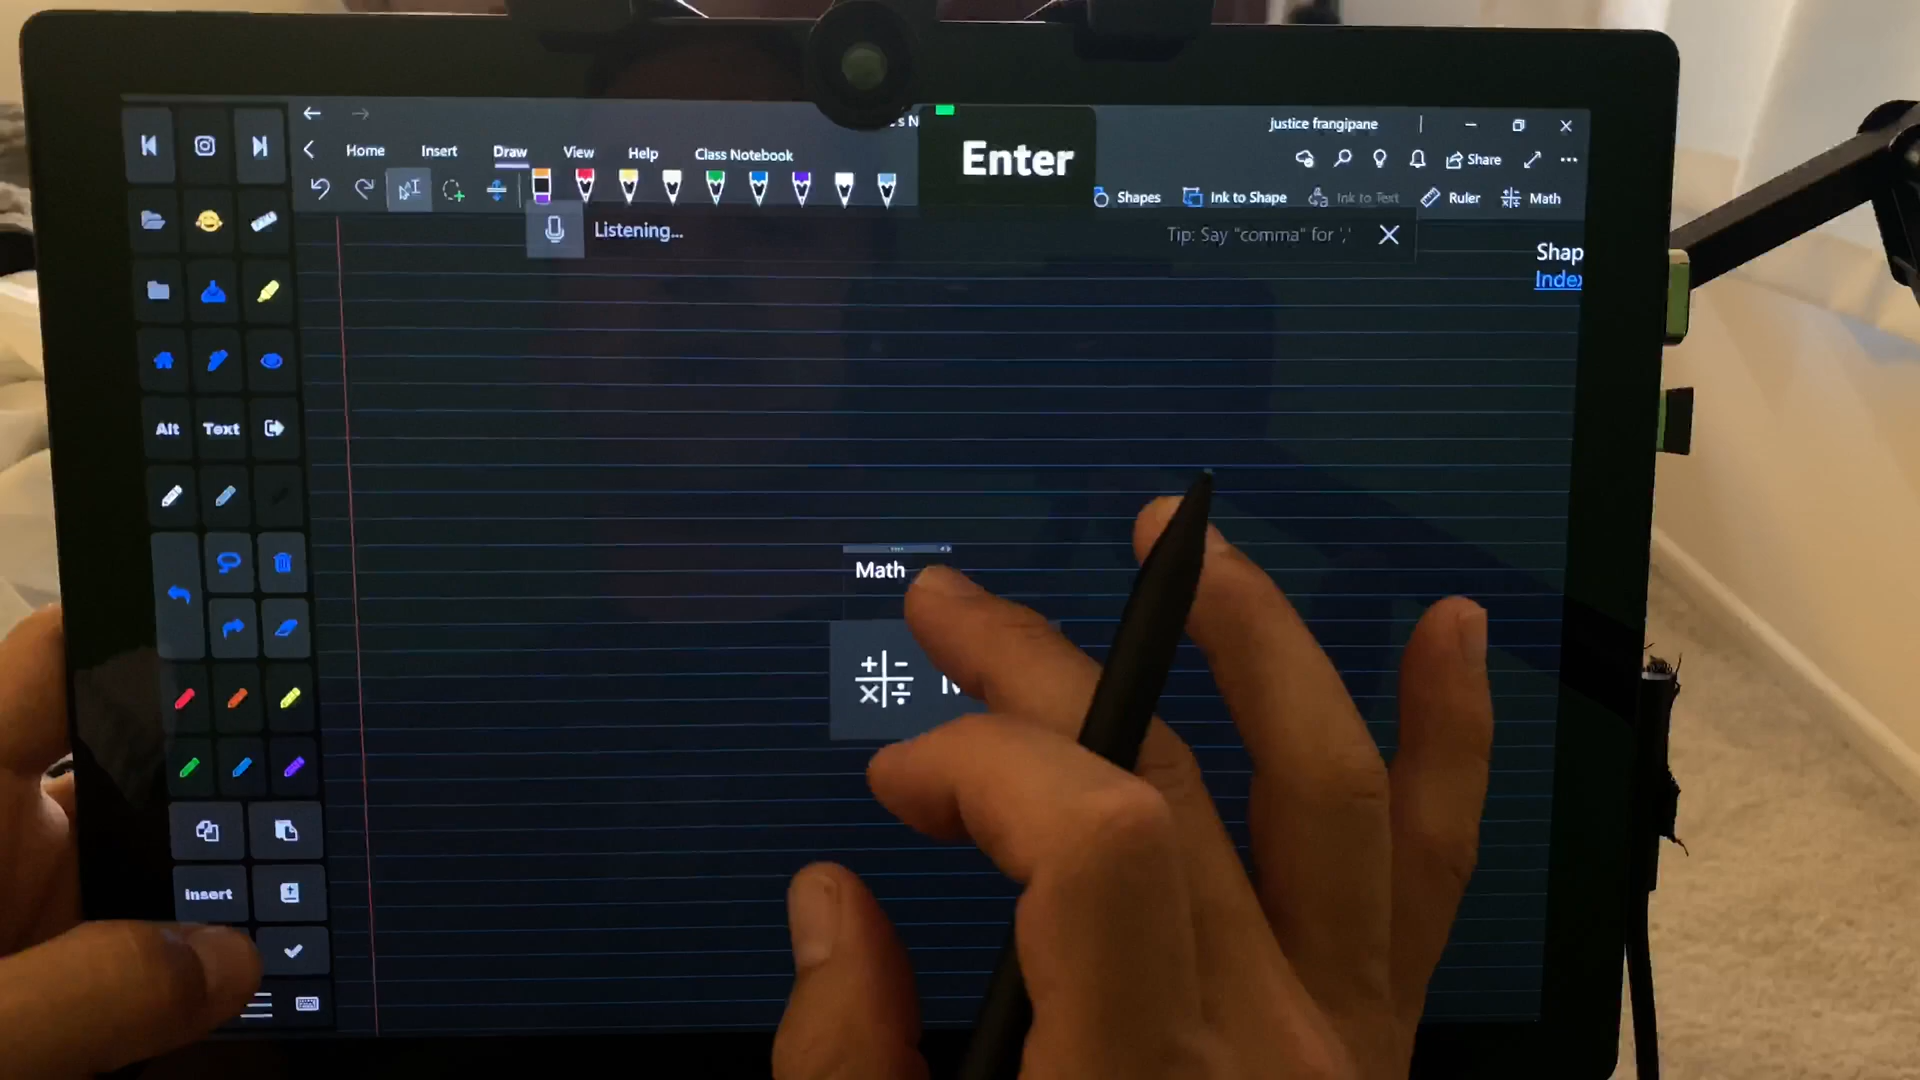 's N
Enter
justice frangipane
Home Insert Draw View Help Class Notebook
Share
Shapes Ink to Shape Ink to Text Ruler Math
Listening... Tip: Say "comma" for ','
Shap
Index
Alt Text
Math
Insert